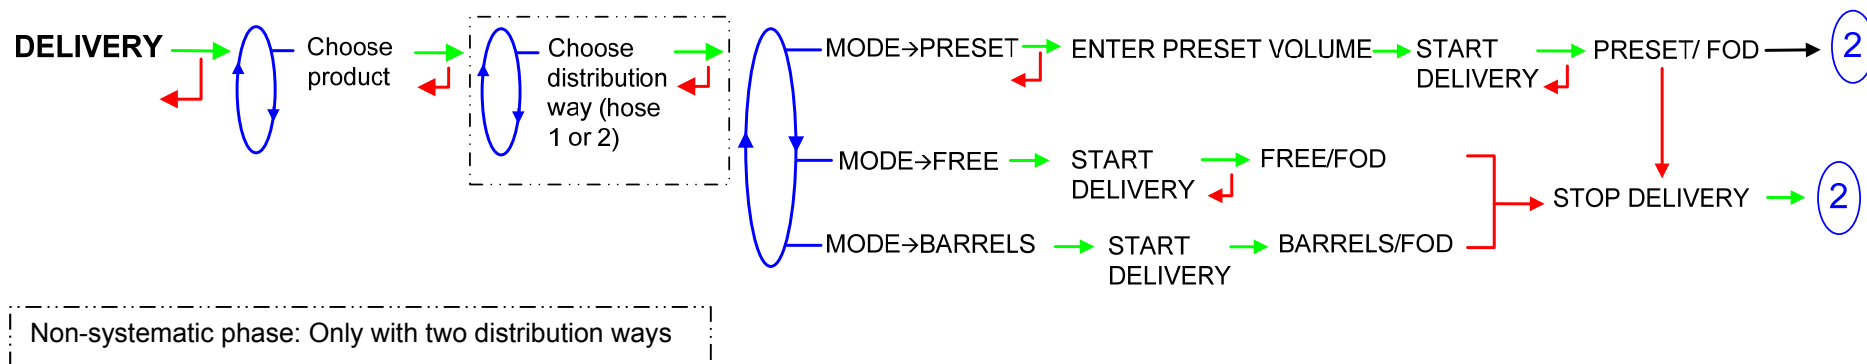 DELIVERY
Choose
product
Choose
distribution
way (hose
1 or 2)
MODE→PRESET
ENTER PRESET VOLUME
START
DELIVERY
PRESET/ FOD
2
MODE→FREE
START
DELIVERY
FREE/FOD
STOP DELIVERY
2
MODE→BARRELS
START
DELIVERY
BARRELS/FOD
Non-systematic phase: Only with two distribution ways